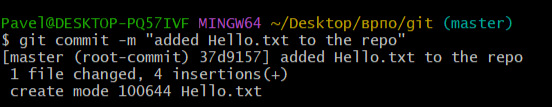 Pavel@DESKTOP-PQ57IVF MINGW64 ~/Desktop/врпо/git (master)
$ git commit -m "added Hello.txt to the repo"
[master (root-commit) 37d9157] added Hello.txt to the repo
 1 file changed, 4 insertions(+)
 create mode 100644 Hello.txt